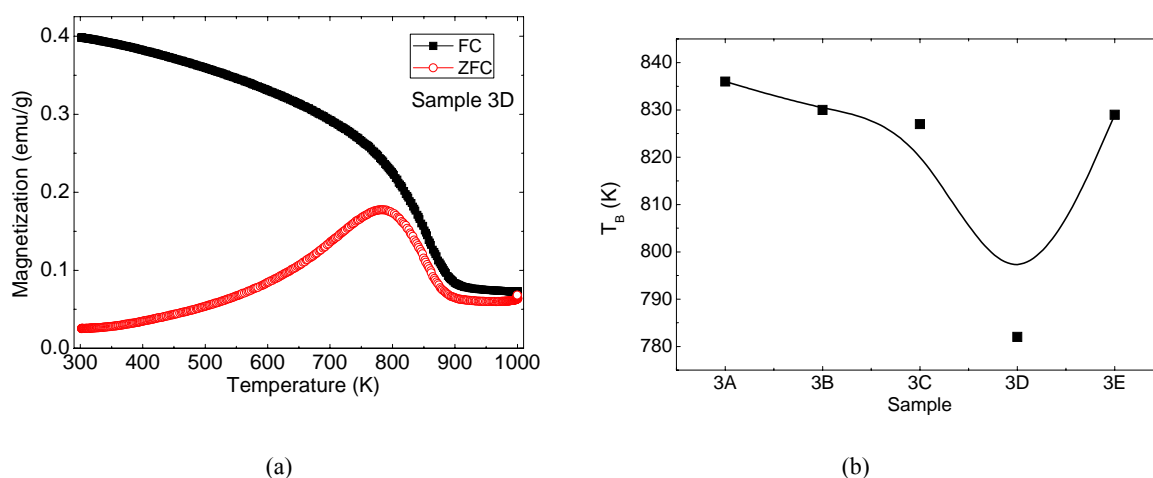 0.4
0.3
0.2
0.1
0.0
Magnetization (emu/g)
FC
ZFC
Sample 3D
300 400 500 600 700 800 900 1000
Temperature (K)
(a)
840
830
820
810
800
790
780
T_B (K)
3A 3B 3C 3D 3E
Sample
(b)